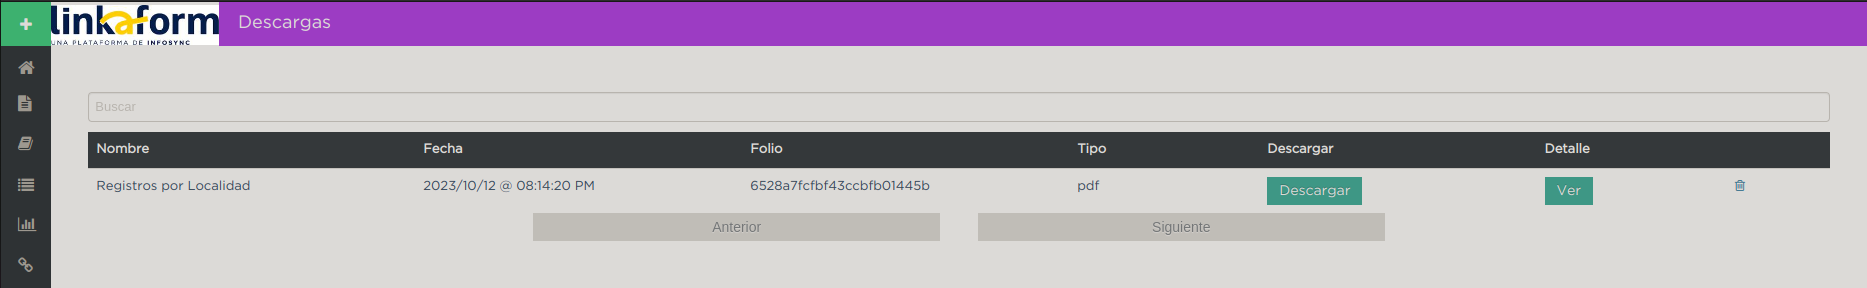 linkaform
UNA PLATAFORMA DE INFOSYNC
Descargas
Buscar
Nombre Fecha Folio Tipo Descargar Detalle
Registros por Localidad 2023/10/12 @ 08:14:20 PM 6528a7fcfbf43ccbfb01445b pdf Descargar Ver
Anterior Siguiente